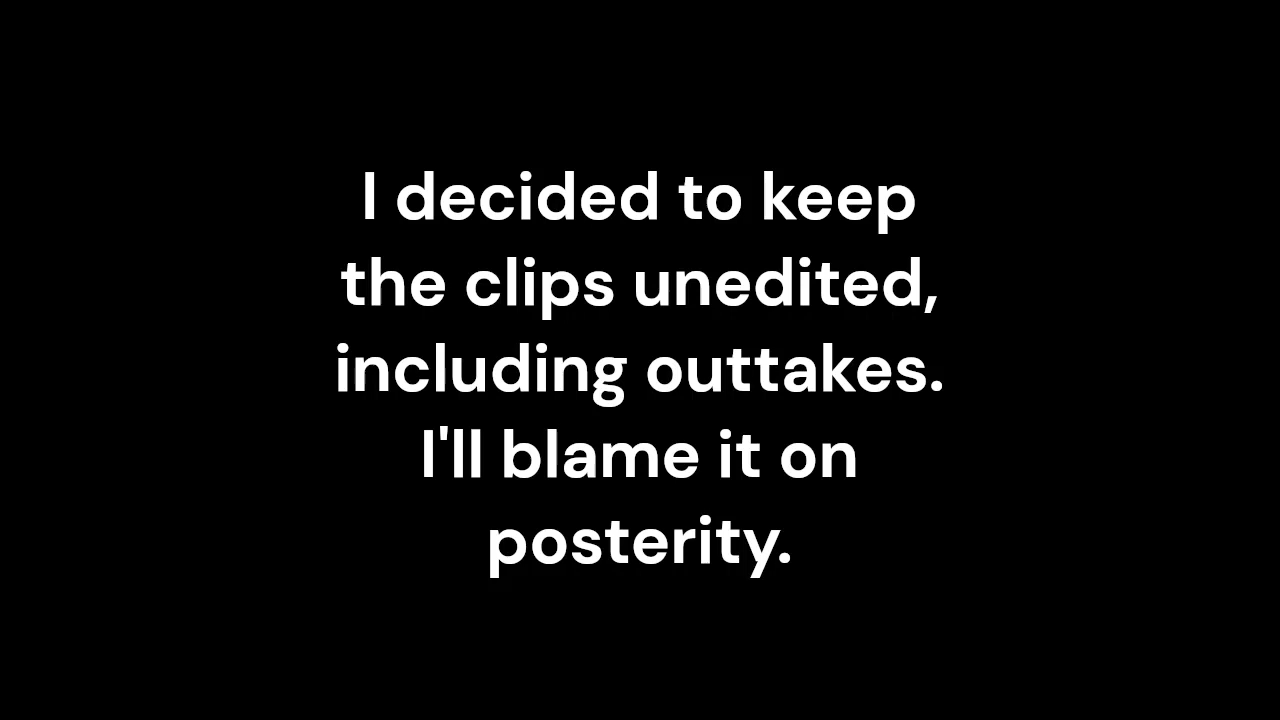 I decided to keep
the clips unedited,
including outtakes.
I'll blame it on
posterity.